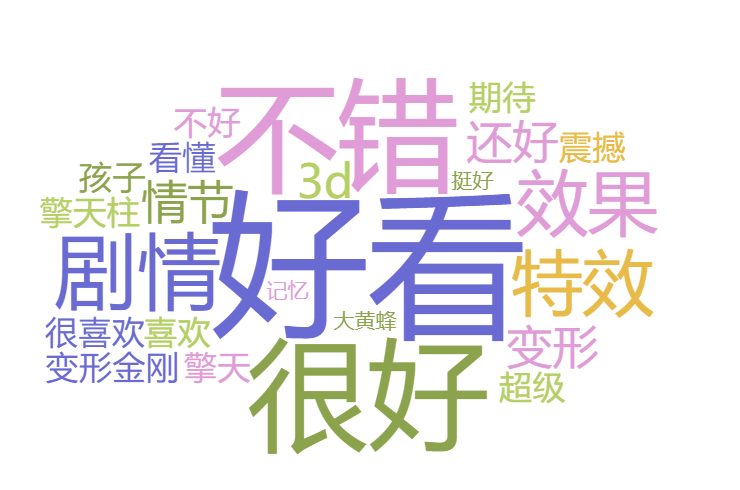 不错
期待
不好
还好
震撼
看懂
孩子
3d
挺好
效果
擎天柱
情节
好看
剧情
特效
记忆
大黄蜂
很喜欢
喜欢
变形
很好
变形金刚
擎天
超级